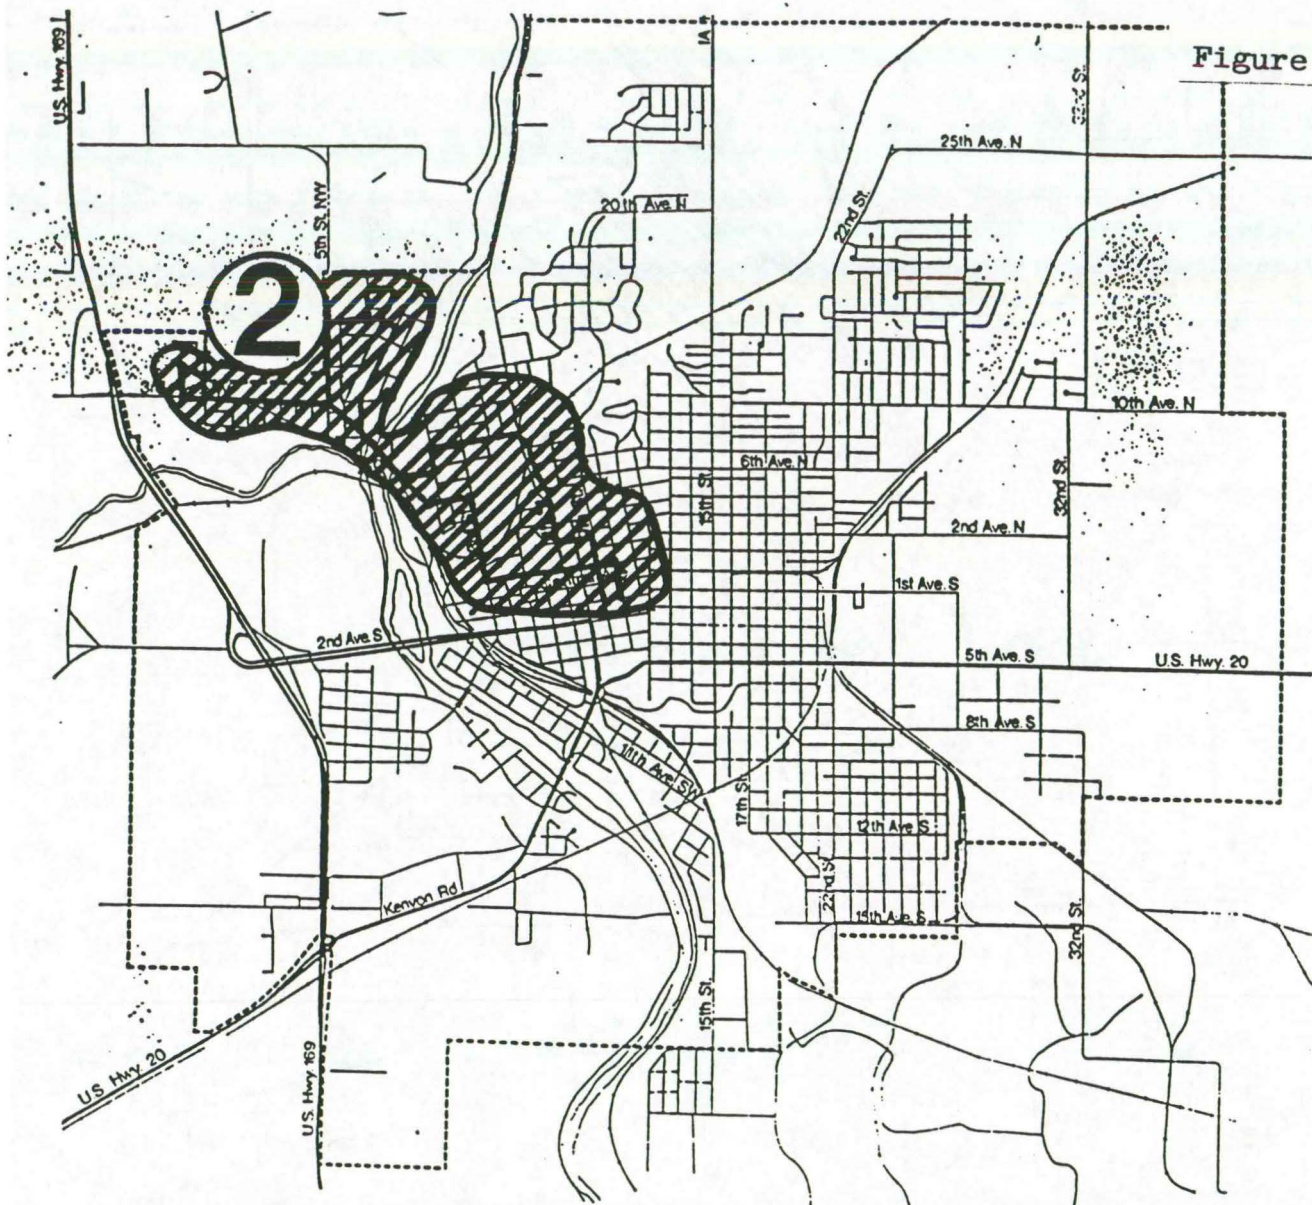 Figure
U.S. Hwy. 169
IA
25th Ave. N
5th St. NW
20th Ave. N
22nd St.
2
10th Ave. N
6th Ave. N
15th St.
32nd St.
2nd Ave. N
1st Ave. S
2nd Ave. S
5th Ave. S
U.S. Hwy. 20
8th Ave. S
11th Ave. SW
17th St.
12th Ave. S
22nd St.
Kenyon Rd
15th Ave. S
32nd St.
15th St.
U.S. Hwy. 20
U.S. Hwy. 169